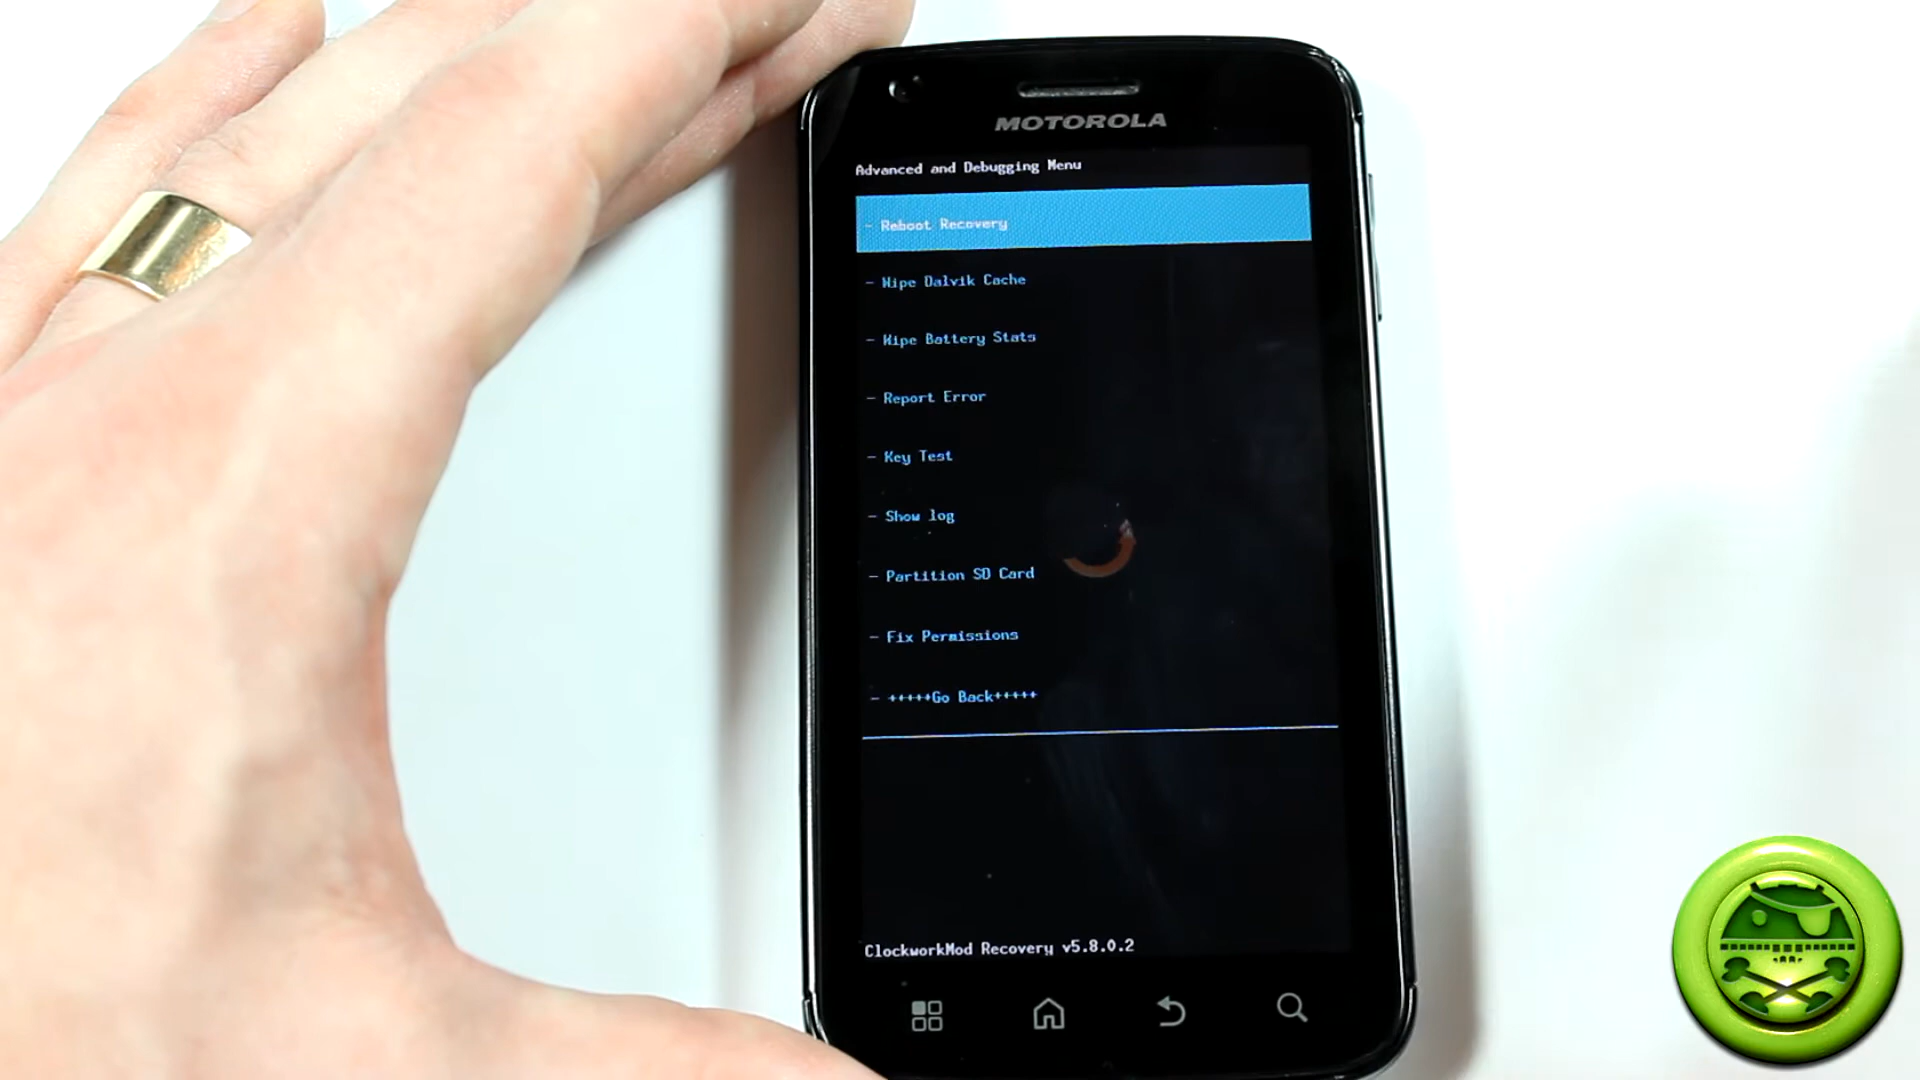 MOTOROLA
Advanced and Debugging Menu
- Reboot Recovery
- Wipe Dalvik Cache
- Wipe Battery Stats
- Report Error
- Key Test
- Show log
- Partition SD Card
- Fix Permissions
- +++++Go Back+++++
ClockworkMod Recovery v5.8.0.2